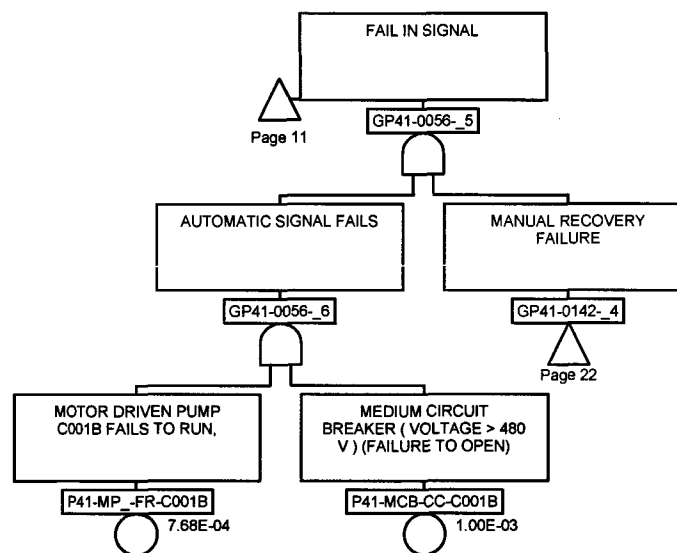 FAIL IN SIGNAL
Page 11
GP41-0056-_5
AUTOMATIC SIGNAL FAILS
MANUAL RECOVERY
FAILURE
GP41-0056-_6
GP41-0142-_4
Page 22
MOTOR DRIVEN PUMP
C001B FAILS TO RUN,
MEDIUM CIRCUIT
BREAKER ( VOLTAGE > 480
V ) (FAILURE TO OPEN)
P41-MP_-FR-C001B
7.68E-04
P41-MCB-CC-C001B
1.00E-03